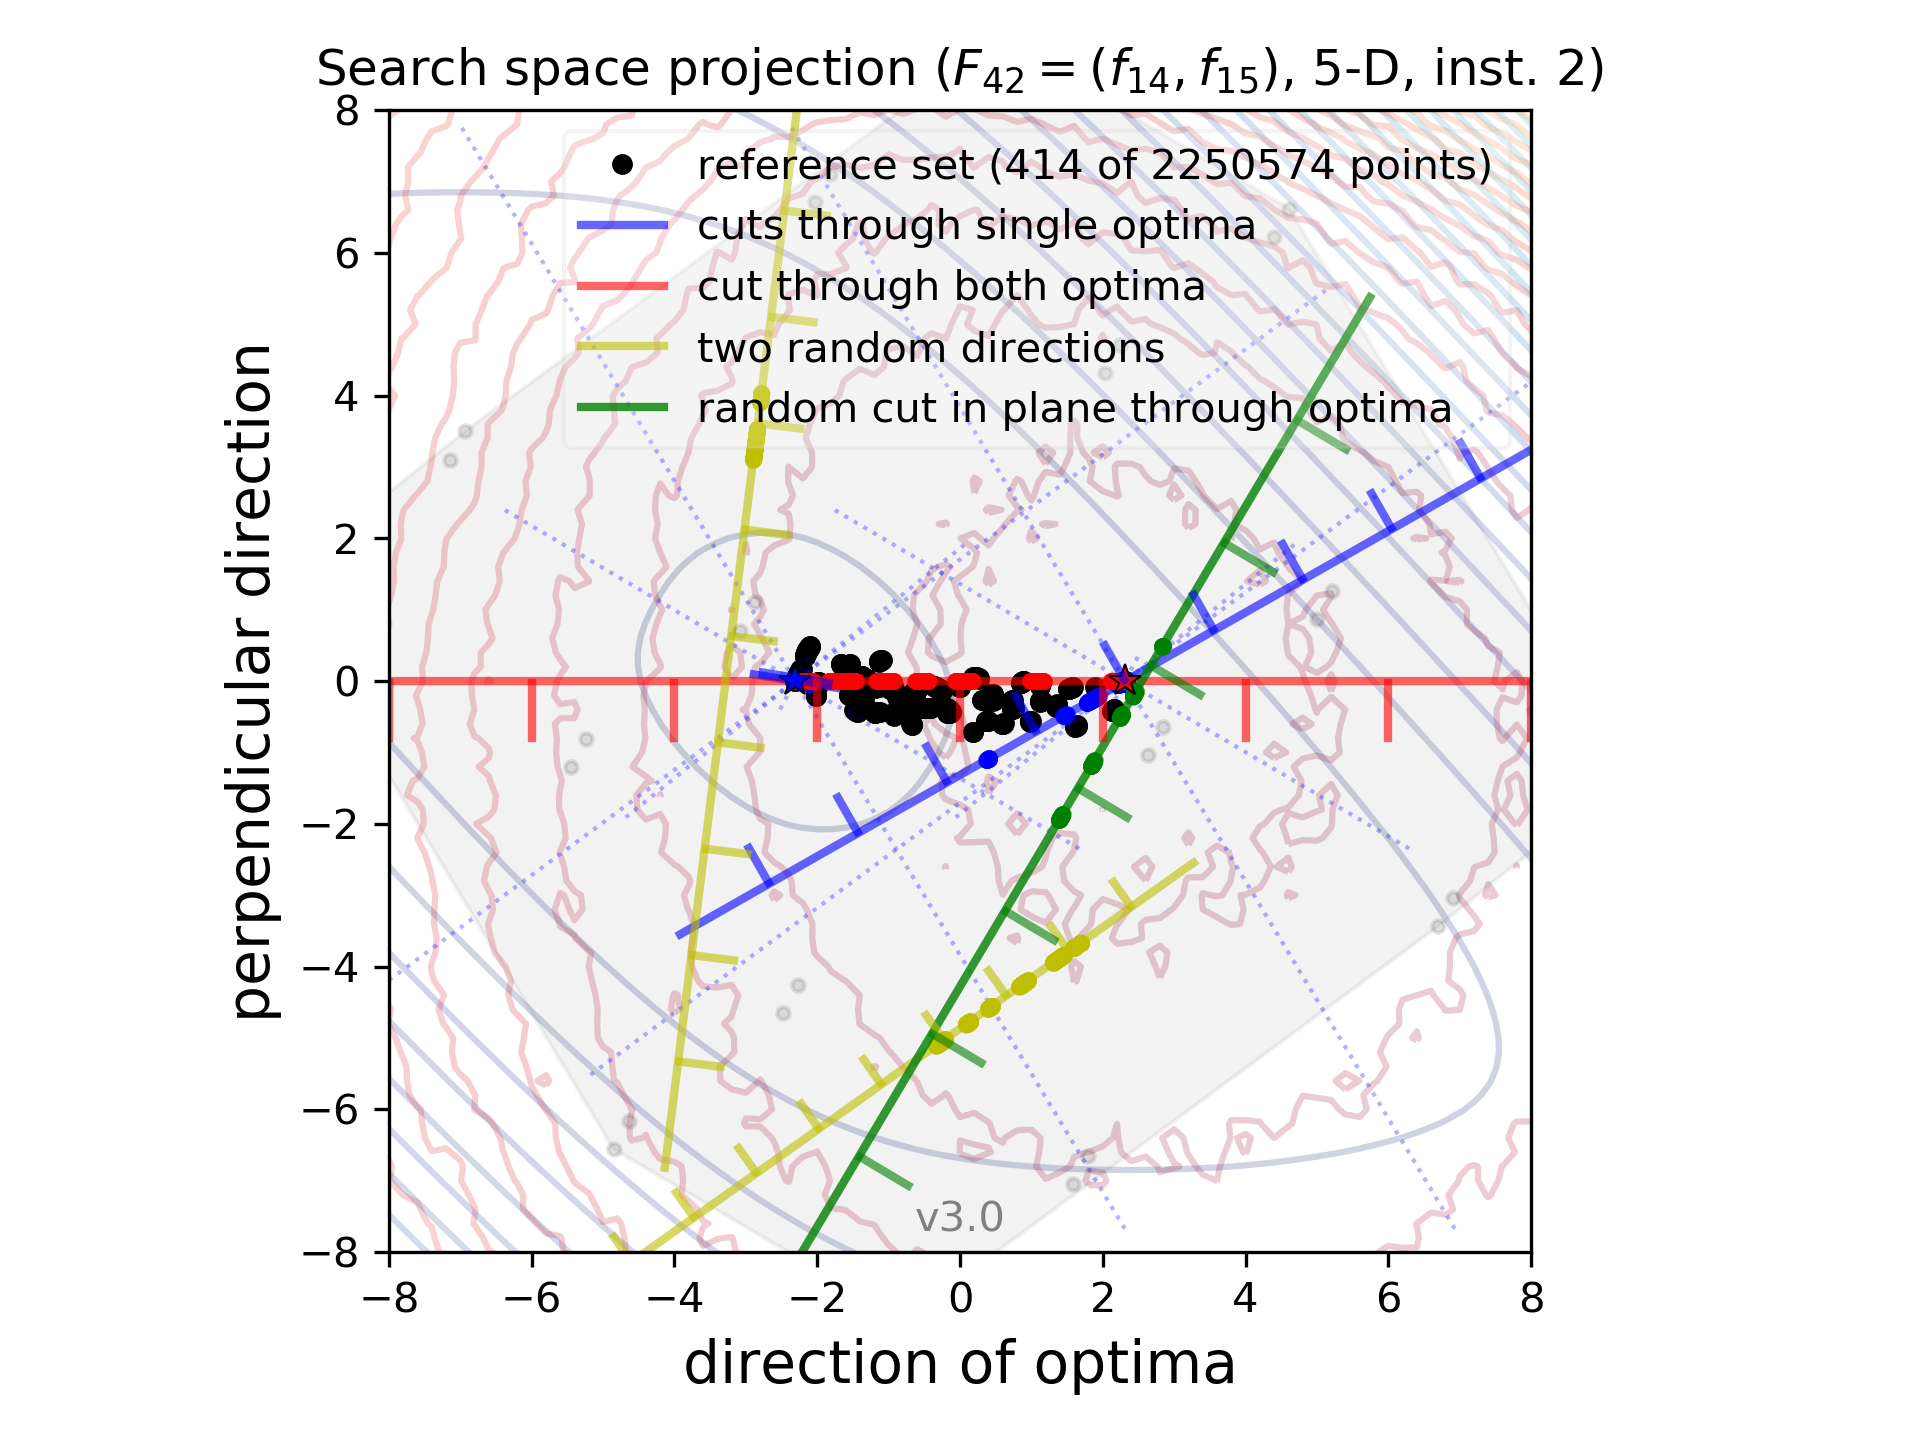 Search space projection (F₄₂ = (f₁₄, f₁₅), 5-D, inst. 2)
reference set (414 of 2250574 points)
cuts through single optima
cut through both optima
two random directions
random cut in plane through optima
8
6
4
2
0
−2
−4
−6
−8
perpendicular direction
v3.0
−8 −6 −4 −2 0 2 4 6 8
direction of optima